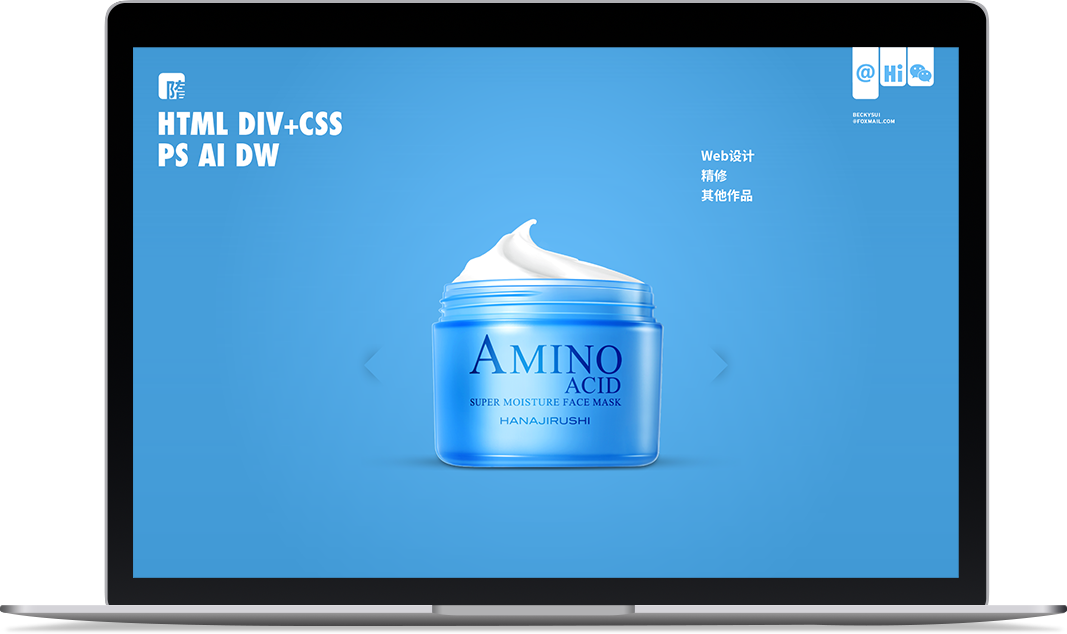 隋
HTML DIV+CSS
PS AI DW
@ Hi
BECKYSUI
@FOXMAIL.COM
Web设计
精修
其他作品
AMINO
ACID
SUPER MOISTURE FACE MASK
HANAJIRUSHI